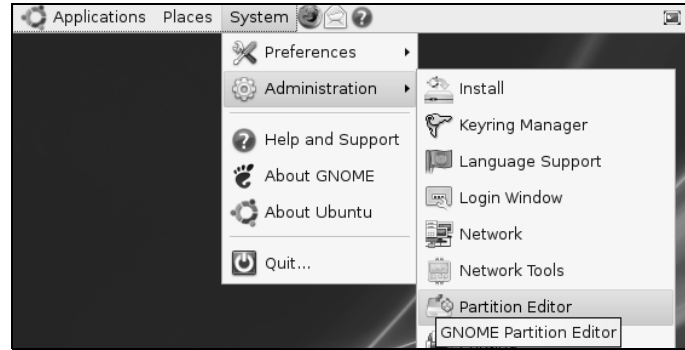 Applications Places System
Preferences
Administration
Help and Support
About GNOME
About Ubuntu
Quit...
Install
Keyring Manager
Language Support
Login Window
Network
Network Tools
Partition Editor
GNOME Partition Editor